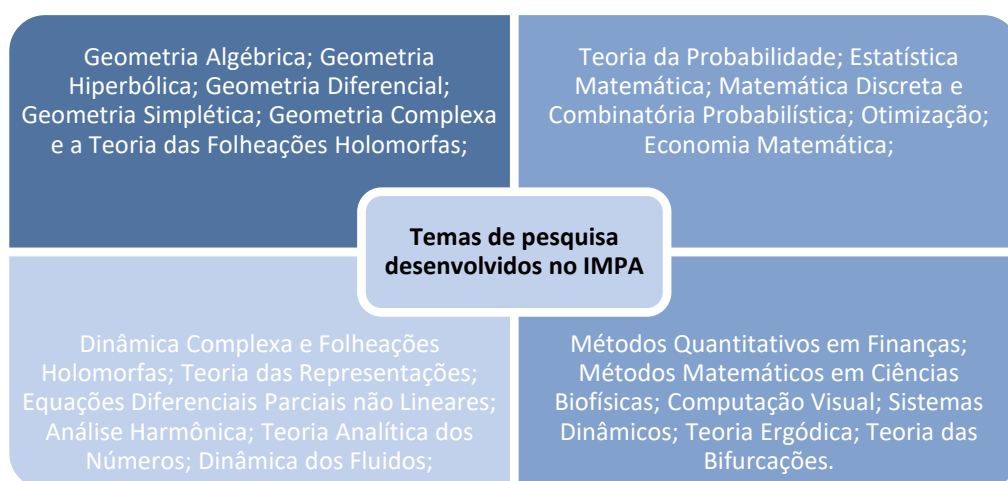 Geometria Algébrica; Geometria
Hiperbólica; Geometria Diferencial;
Geometria Simplética; Geometria Complexa
e a Teoria das Folheações Holomorfas;
Teoria da Probabilidade; Estatística
Matemática; Matemática Discreta e
Combinatória Probabilística; Otimização;
Economia Matemática;
Temas de pesquisa
desenvolvidos no IMPA
Dinâmica Complexa e Folheações
Holomorfas; Teoria das Representações;
Equações Diferenciais Parciais não Lineares;
Análise Harmônica; Teoria Analítica dos
Números; Dinâmica dos Fluidos;
Métodos Quantitativos em Finanças;
Métodos Matemáticos em Ciências
Biofísicas; Computação Visual; Sistemas
Dinâmicos; Teoria Ergódica; Teoria das
Bifurcações.